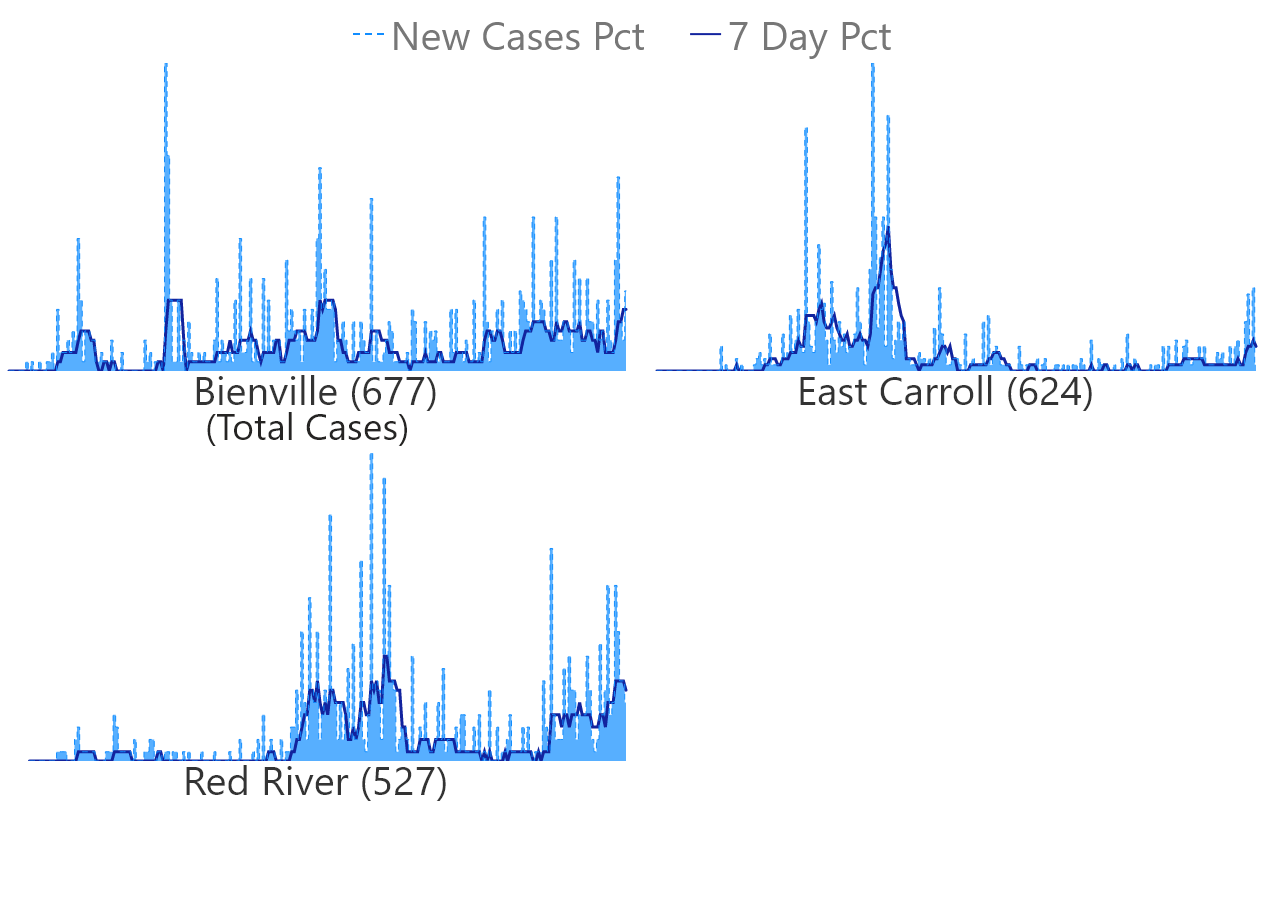 New Cases Pct 7 Day Pct
Bienville (677)
(Total Cases)
East Carroll (624)
Red River (527)